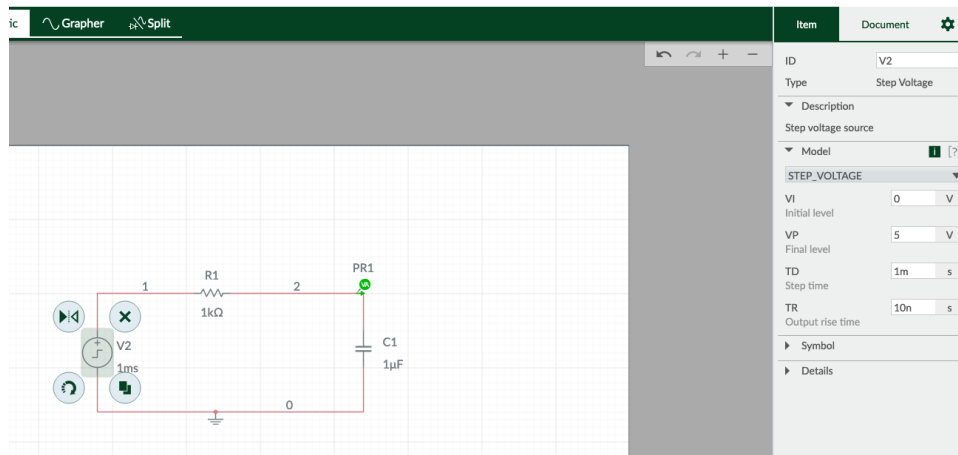 ic Grapher Split Item Document
ID V2
Type Step Voltage
Description
Step voltage source
Model i [?]
STEP_VOLTAGE
VI 0 V
Initial level
VP 5 V
Final level
TD 1m s
Step time
TR 10n s
Output rise time
Symbol
Details
PR1
VA
R1
1 2
1kΩ
V2
1ms
C1
1μF
0